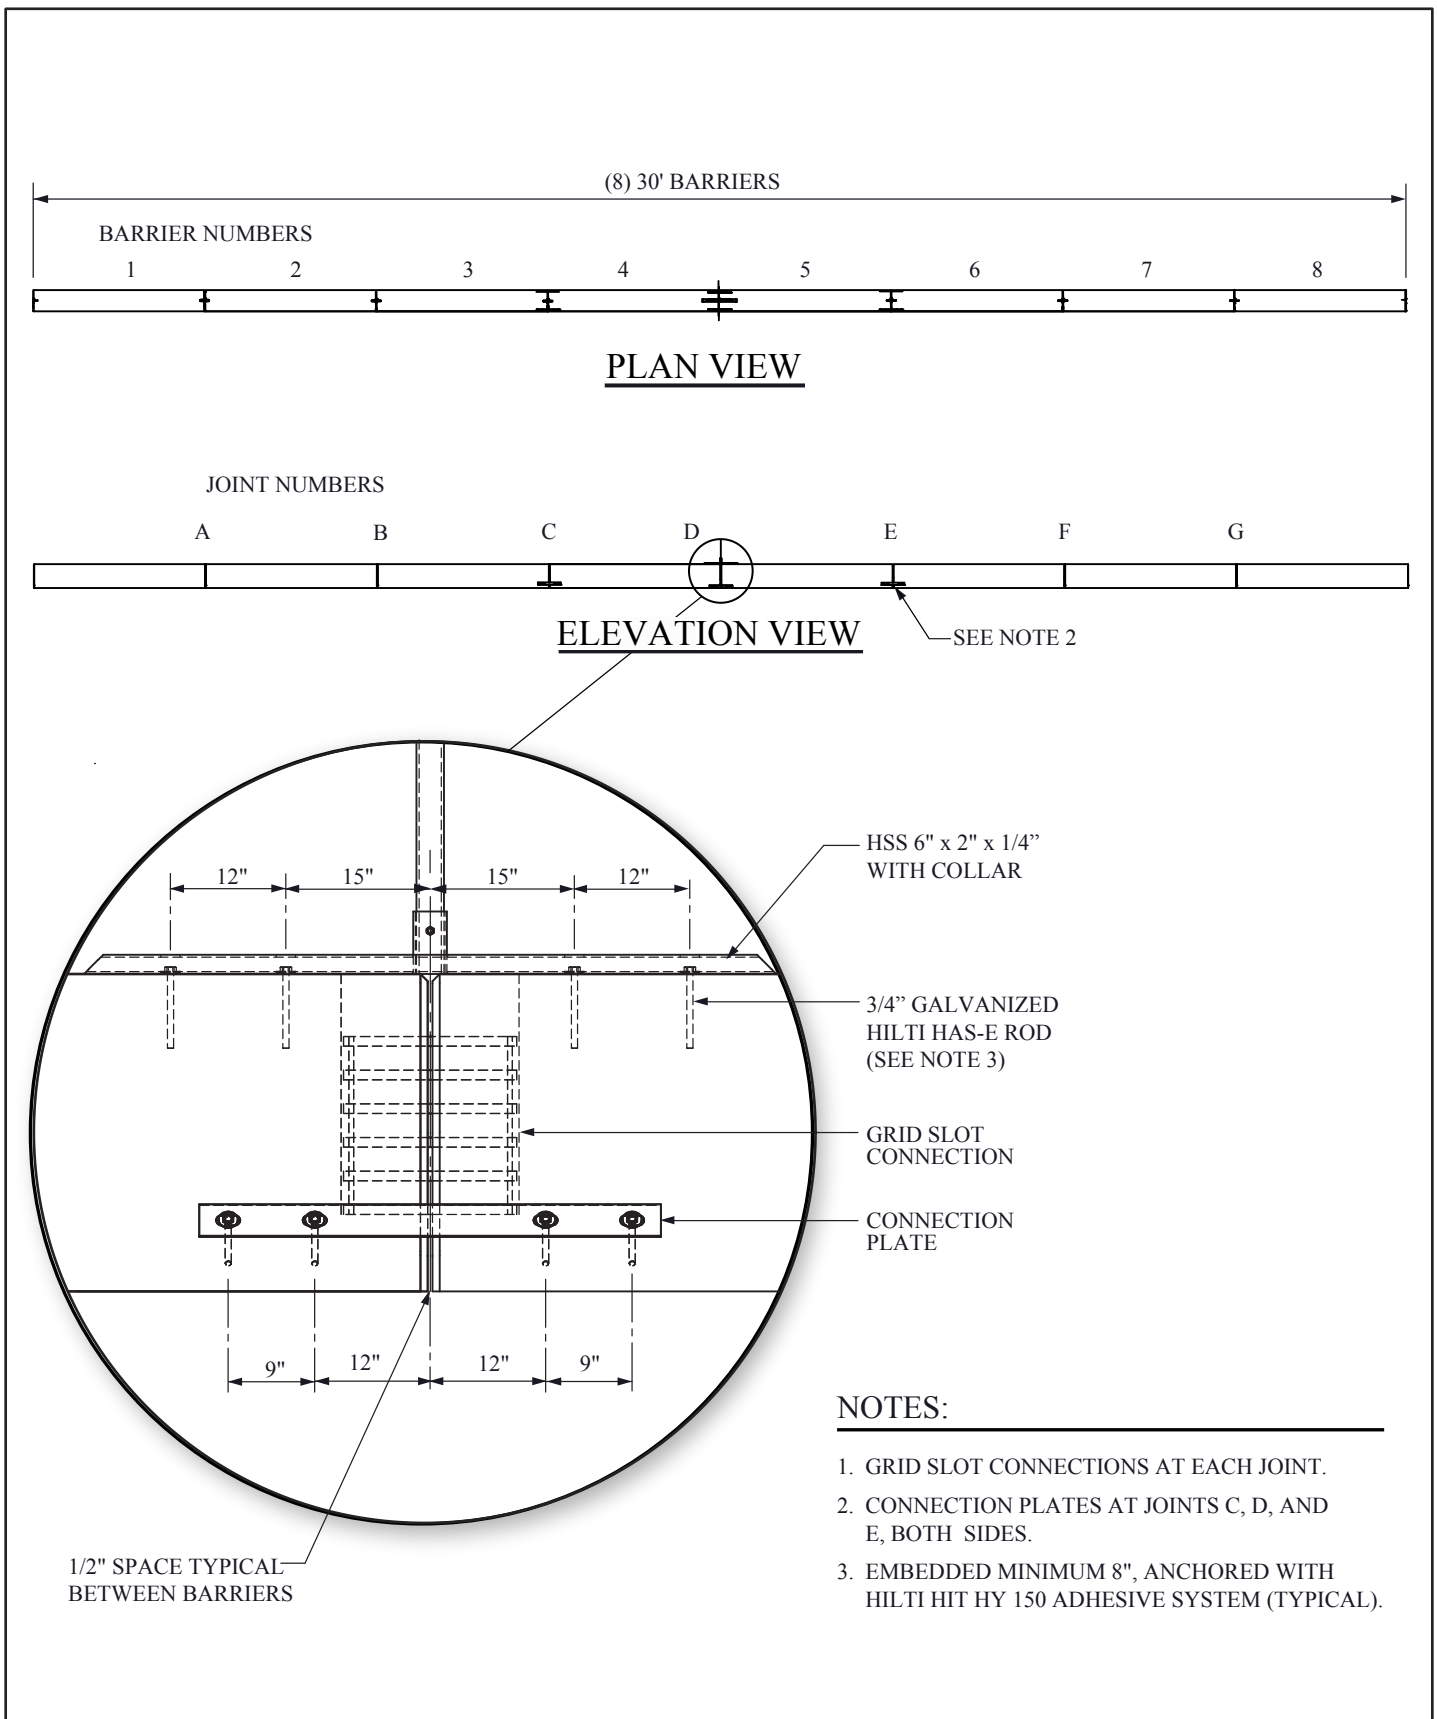 (8) 30' BARRIERS
BARRIER NUMBERS
1 2 3 4 5 6 7 8
PLAN VIEW
JOINT NUMBERS
A B C D E F G
ELEVATION VIEW
SEE NOTE 2
HSS 6" x 2" x 1/4”
WITH COLLAR
12" 15" 15" 12"
3/4” GALVANIZED
HILTI HAS-E ROD
(SEE NOTE 3)
GRID SLOT
CONNECTION
CONNECTION
PLATE
9" 12" 12" 9"
1/2" SPACE TYPICAL
BETWEEN BARRIERS
NOTES:
1. GRID SLOT CONNECTIONS AT EACH JOINT.
2. CONNECTION PLATES AT JOINTS C, D, AND
E, BOTH SIDES.
3. EMBEDDED MINIMUM 8", ANCHORED WITH
HILTI HIT HY 150 ADHESIVE SYSTEM (TYPICAL).